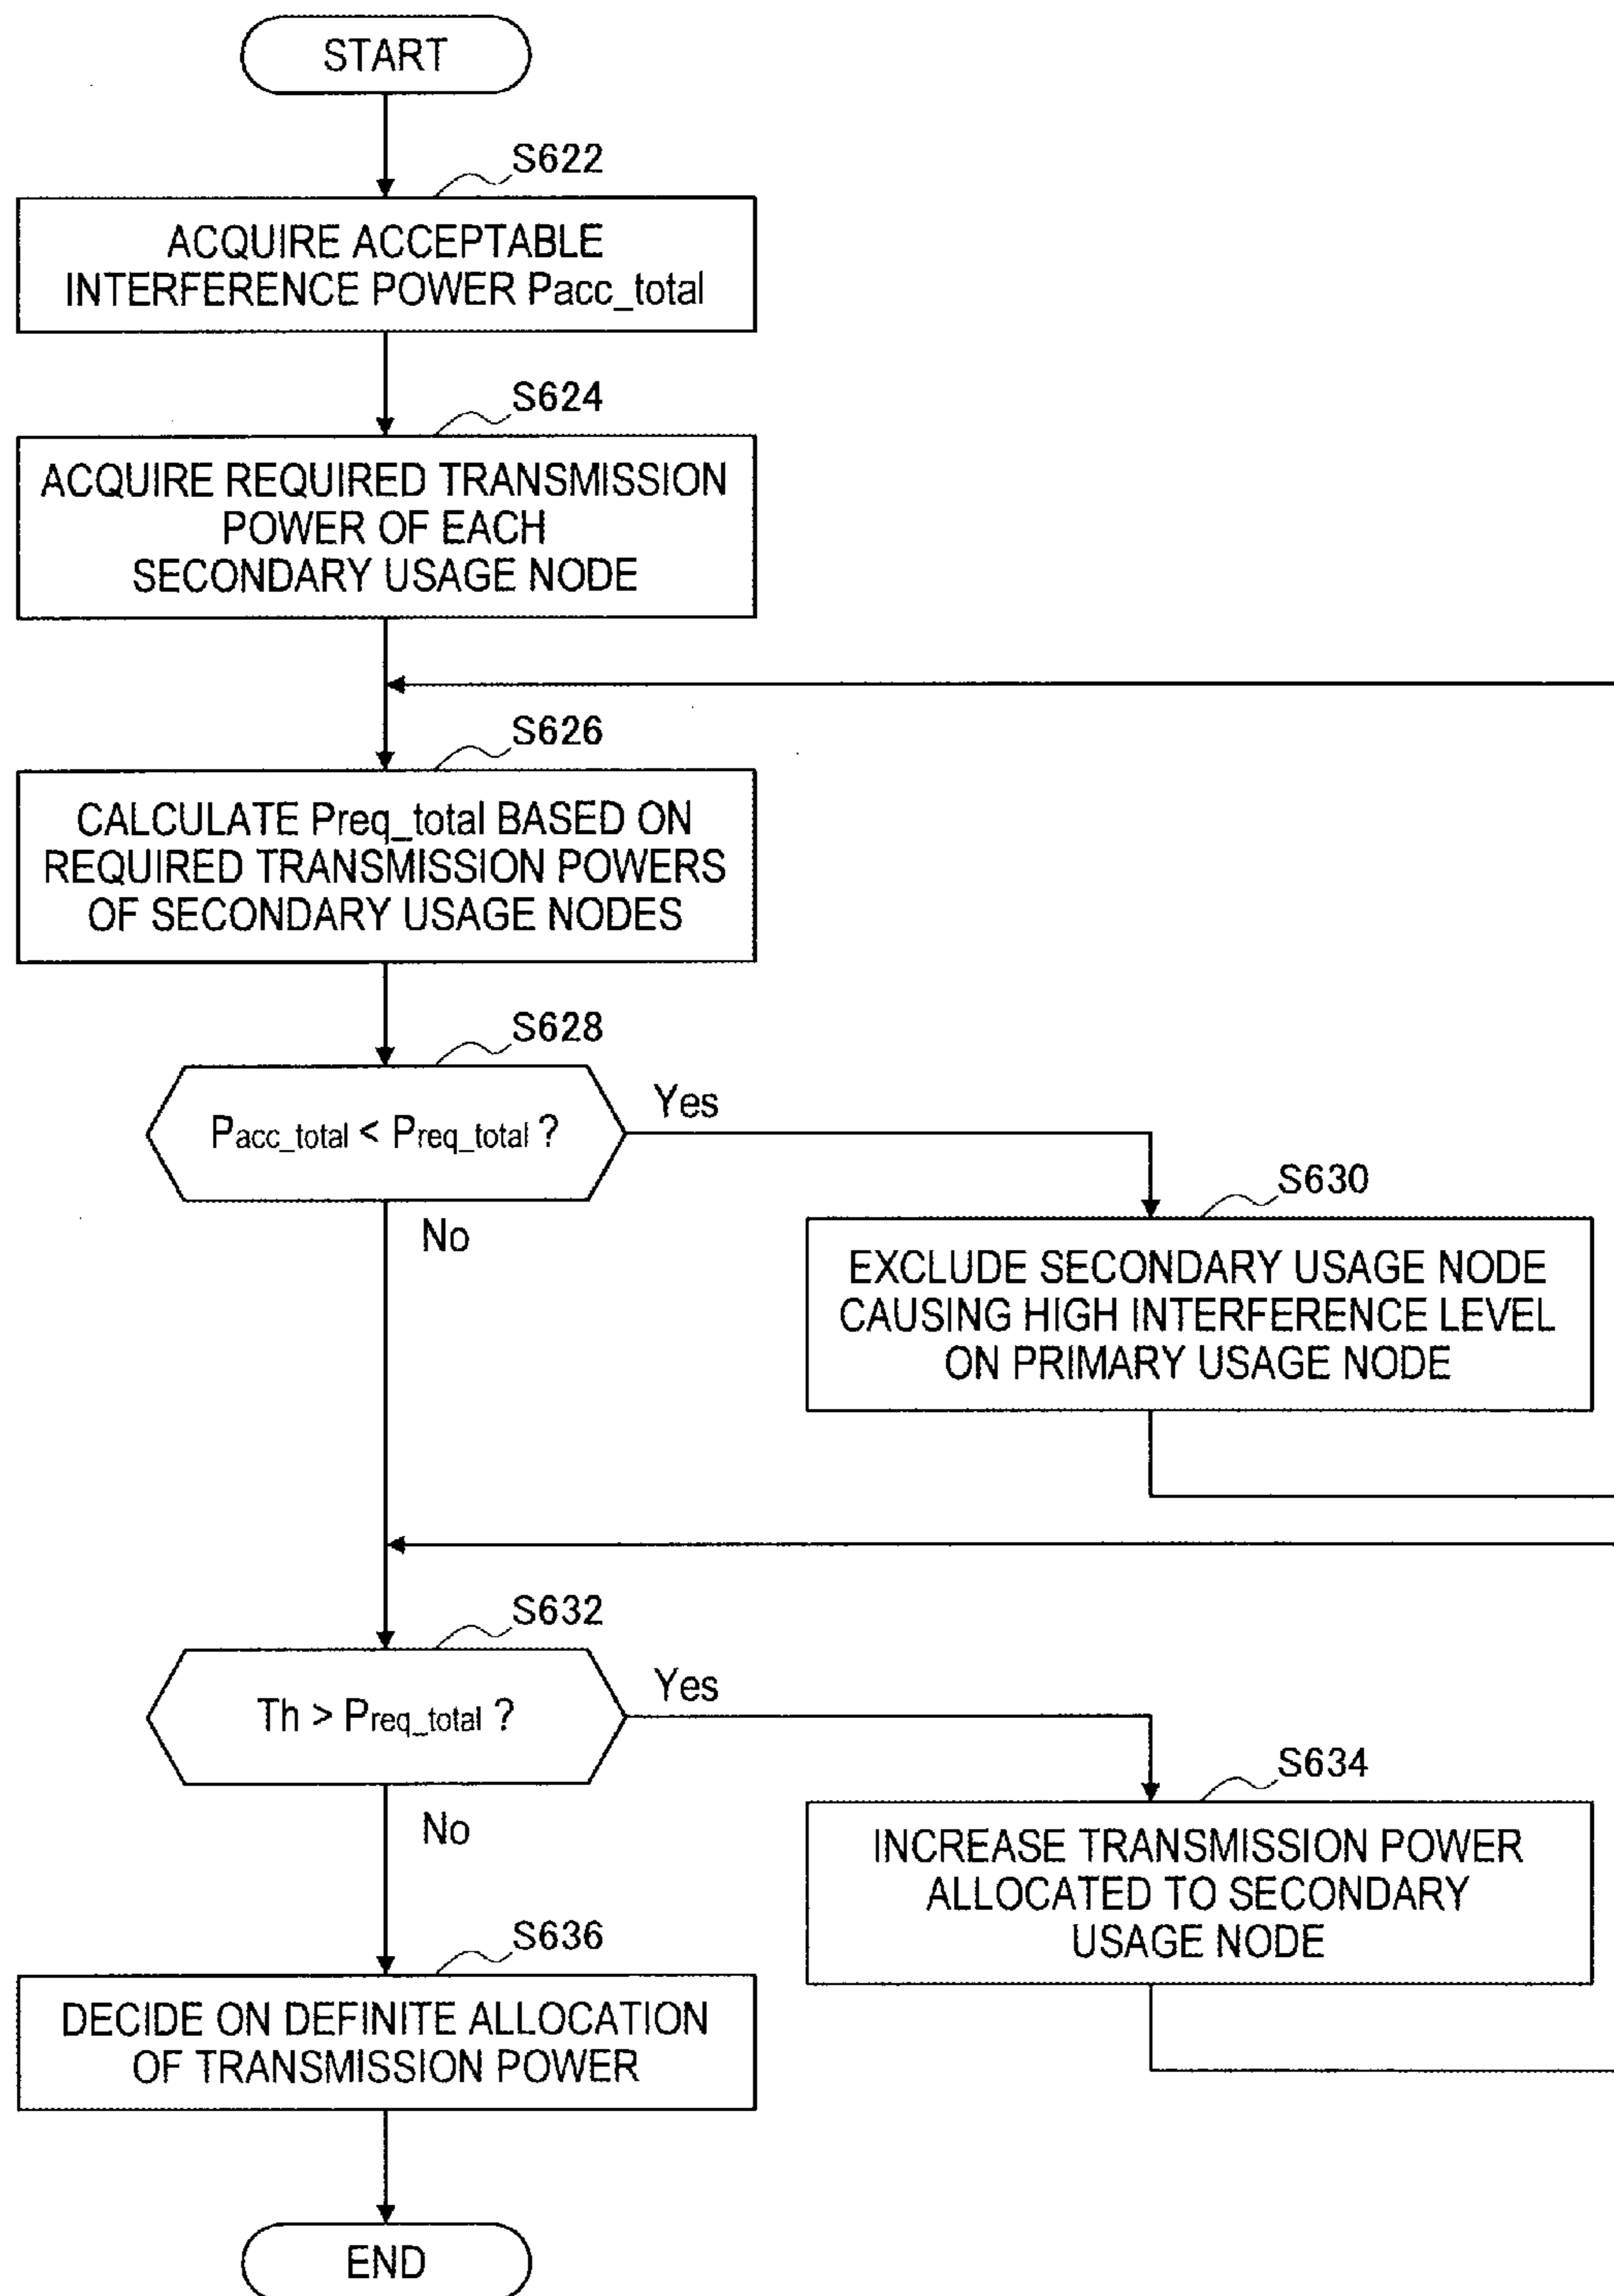 START
S622
ACQUIRE ACCEPTABLE
INTERFERENCE POWER Pacc_total
S624
ACQUIRE REQUIRED TRANSMISSION
POWER OF EACH
SECONDARY USAGE NODE
S626
CALCULATE Preq_total BASED ON
REQUIRED TRANSMISSION POWERS
OF SECONDARY USAGE NODES
S628
Pacc_total < Preq_total ?
Yes
No
S630
EXCLUDE SECONDARY USAGE NODE
CAUSING HIGH INTERFERENCE LEVEL
ON PRIMARY USAGE NODE
S632
Th > Preq_total ?
Yes
No
S634
INCREASE TRANSMISSION POWER
ALLOCATED TO SECONDARY
USAGE NODE
S636
DECIDE ON DEFINITE ALLOCATION
OF TRANSMISSION POWER
END